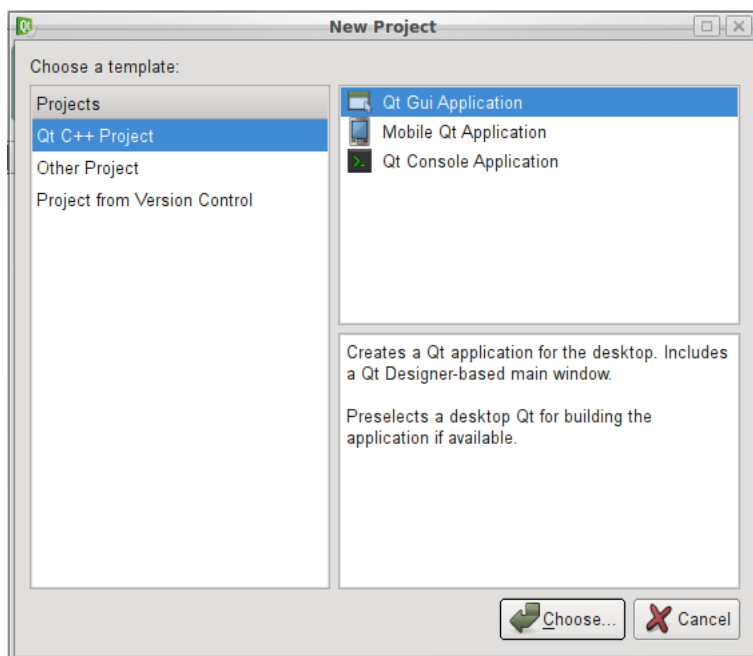 New Project
Choose a template:
Projects
Qt C++ Project
Other Project
Project from Version Control
Qt Gui Application
Mobile Qt Application
Qt Console Application
Creates a Qt application for the desktop. Includes
a Qt Designer-based main window.
Preselects a desktop Qt for building the
application if available.
Choose...
Cancel